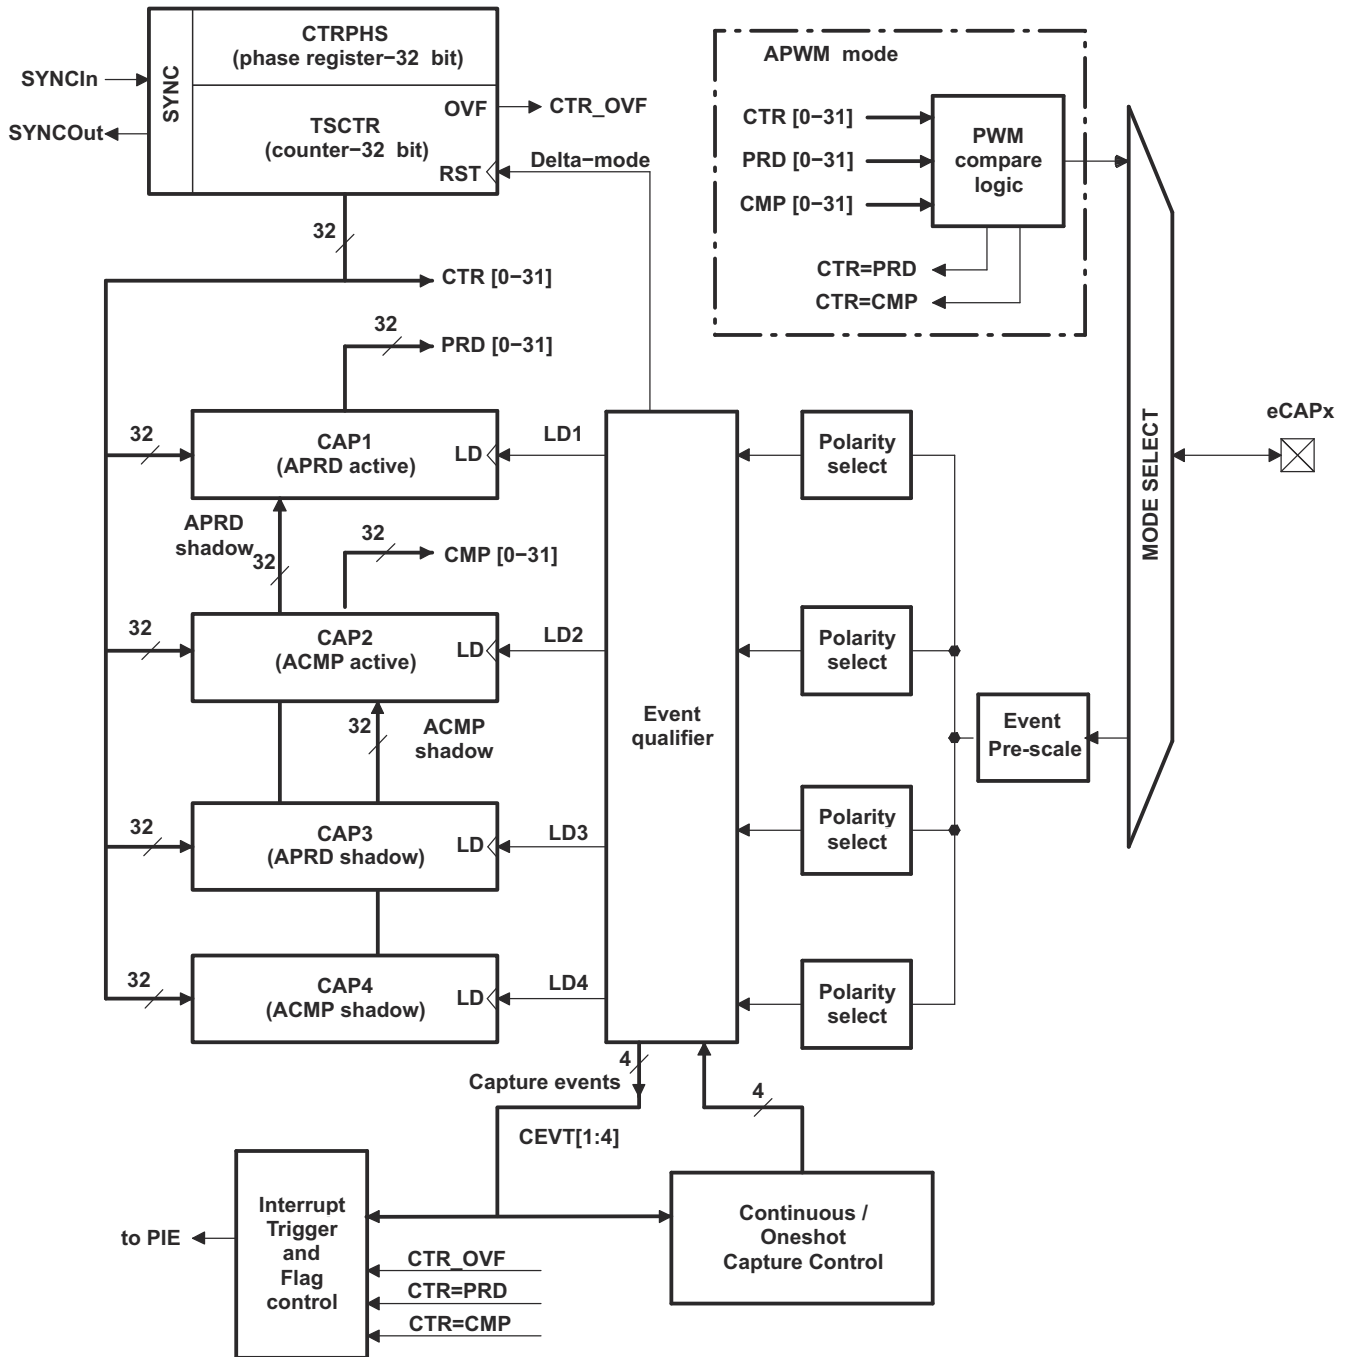 CTRPHS
(phase register−32 bit)
SYNC
SYNCIn
SYNCOut
OVF
CTR_OVF
TSCTR
(counter−32 bit)
RST
Delta−mode
32
CTR [0−31]
32
PRD [0−31]
APWM mode
CTR [0−31]
PRD [0−31]
CMP [0−31]
PWM
compare
logic
CTR=PRD
CTR=CMP
MODE SELECT
eCAPx
32
CAP1
(APRD active)
LD
LD1
Polarity
select
APRD
shadow
32
32
CMP [0−31]
32
CAP2
(ACMP active)
LD
LD2
Polarity
select
32
ACMP
shadow
Event
qualifier
Event
Pre-scale
32
CAP3
(APRD shadow)
LD
LD3
Polarity
select
32
CAP4
(ACMP shadow)
LD
LD4
Polarity
select
4
Capture events
4
CEVT[1:4]
to PIE
Interrupt
Trigger
and
Flag
control
CTR_OVF
CTR=PRD
CTR=CMP
Continuous /
Oneshot
Capture Control